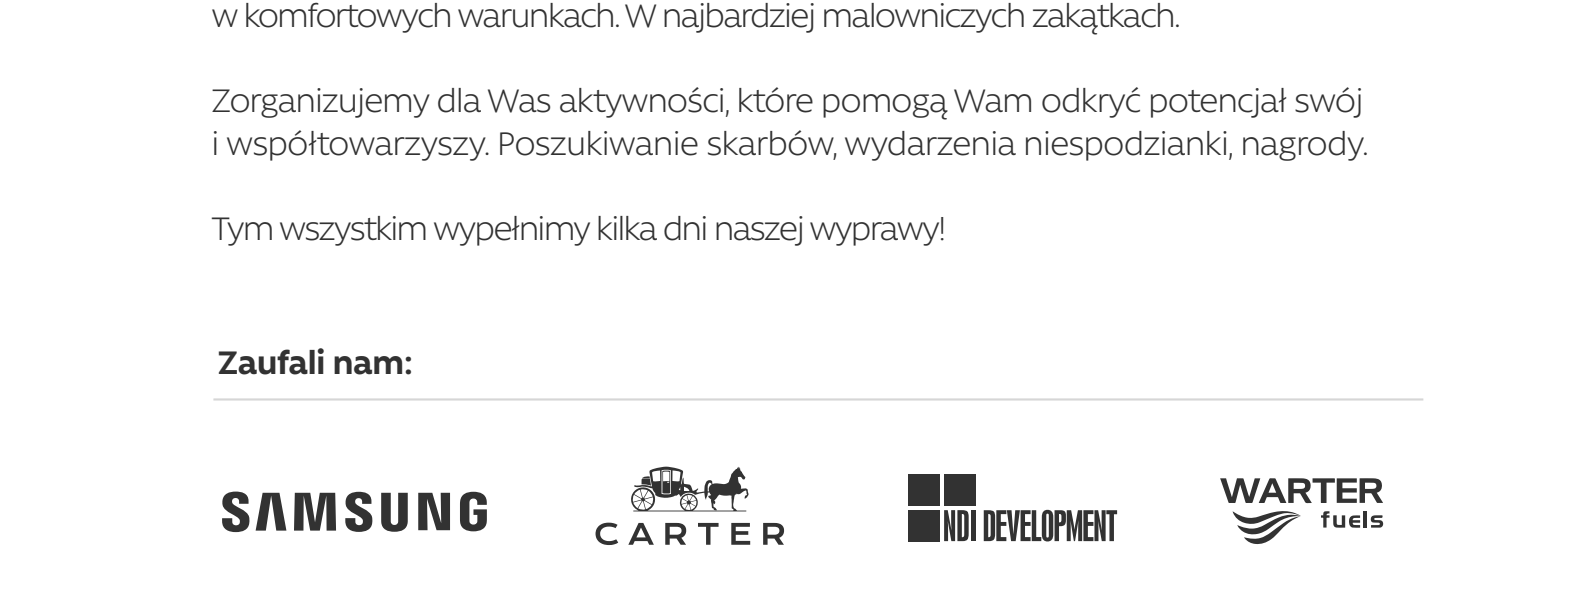 w komfortowych warunkach. W najbardziej malowniczych zakątkach.
Zorganizujemy dla Was aktywności, które pomogą Wam odkryć potencjał swój
i współtowarzyszy. Poszukiwanie skarbów, wydarzenia niespodzianki, nagrody.
Tym wszystkim wypełnimy kilka dni naszej wyprawy!
Zaufali nam:
SAMSUNG
CARTER
NDI DEVELOPMENT
WARTER
fuels